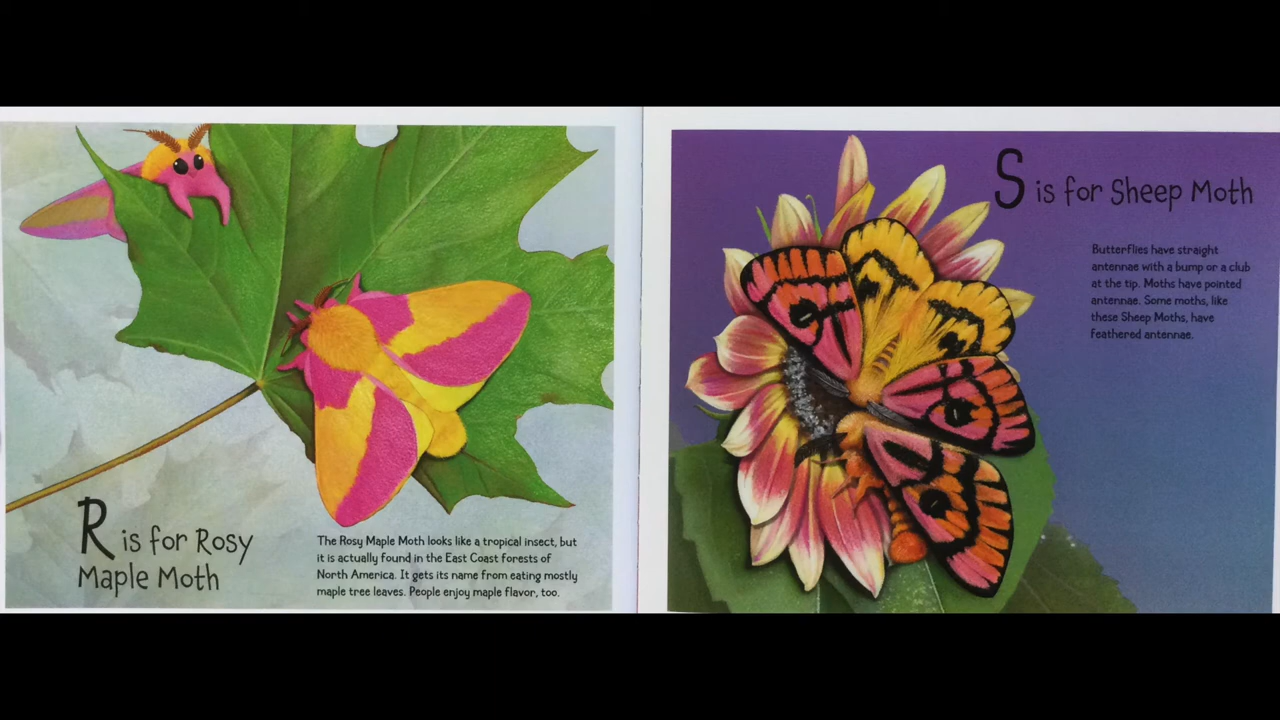 R is for Rosy
Maple Moth
The Rosy Maple Moth looks like a tropical insect, but
it is actually found in the East Coast forests of
North America. It gets its name from eating mostly
maple tree leaves. People enjoy maple flavor, too.
S is for Sheep Moth
Butterflies have straight
antennae with a bump or a club
at the tip. Moths have pointed
antennae. Some moths, like
these Sheep Moths, have
feathered antennae.